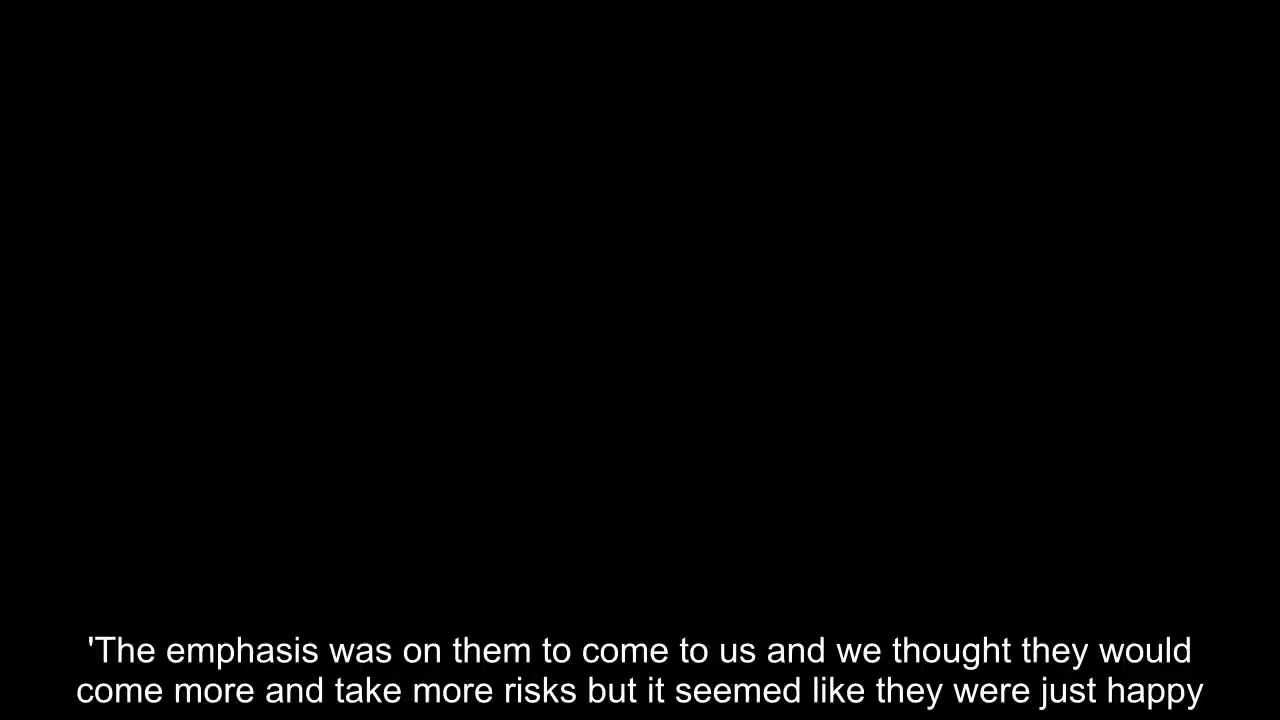 'The emphasis was on them to come to us and we thought they would
come more and take more risks but it seemed like they were just happy